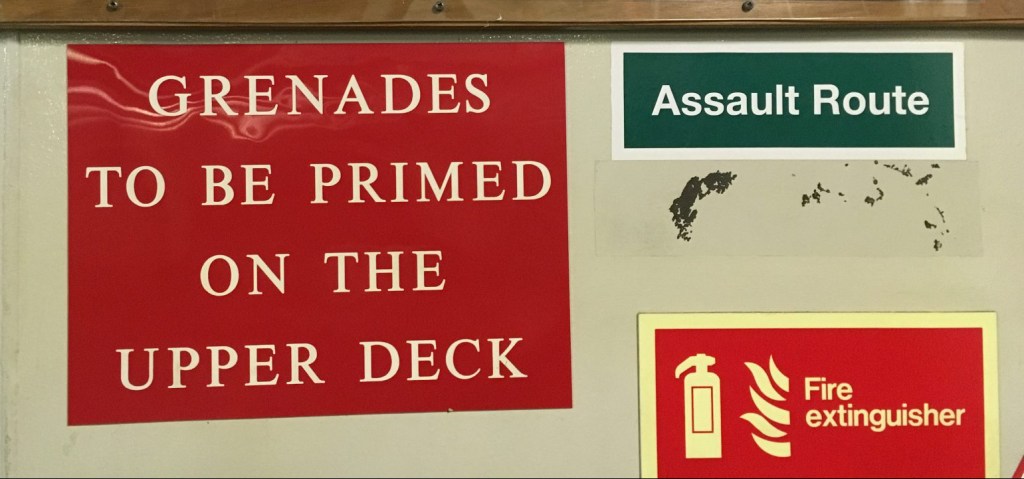 GRENADES
TO BE PRIMED
ON THE
UPPER DECK
Assault Route
Fire
extinguisher